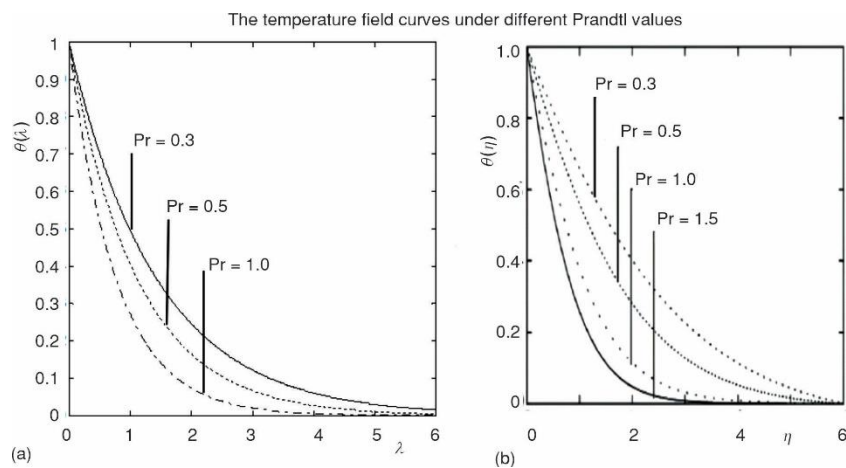 The temperature field curves under different Prandtl values
1
0.9
0.8
0.7
0.6
0.5
0.4
0.3
0.2
0.1
0
θ(λ)
Pr = 0.3
Pr = 0.5
Pr = 1.0
0 1 2 3 4 5 6
λ
(a)
1.0
0.8
0.6
0.4
0.2
0
θ(η)
Pr = 0.3
Pr = 0.5
Pr = 1.0
Pr = 1.5
0 2 4 η 6
(b)